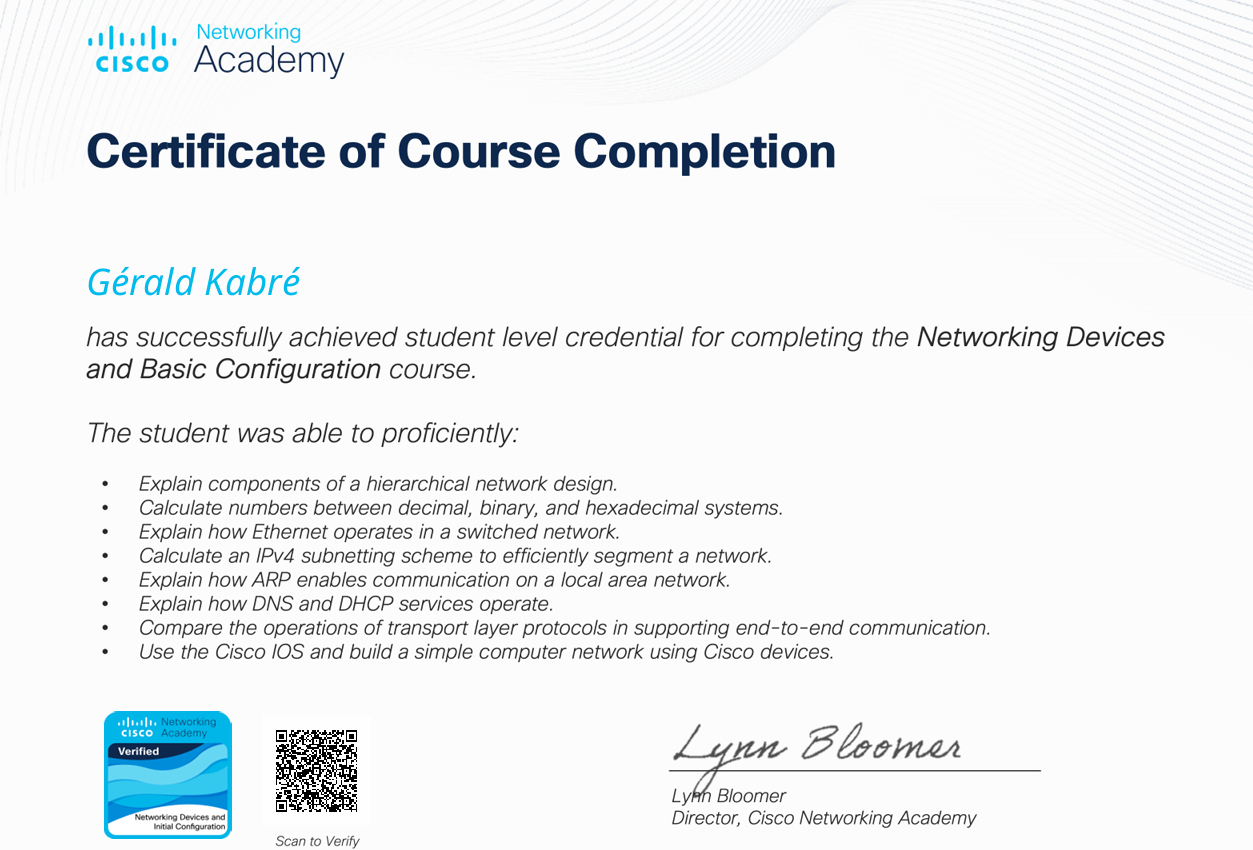 Networking
Academy
CISCO
Certificate of Course Completion
Gérald Kabré
has successfully achieved student level credential for completing the Networking Devices
and Basic Configuration course.
The student was able to proficiently:
• Explain components of a hierarchical network design.
• Calculate numbers between decimal, binary, and hexadecimal systems.
• Explain how Ethernet operates in a switched network.
• Calculate an IPv4 subnetting scheme to efficiently segment a network.
• Explain how ARP enables communication on a local area network.
• Explain how DNS and DHCP services operate.
• Compare the operations of transport layer protocols in supporting end-to-end communication.
• Use the Cisco IOS and build a simple computer network using Cisco devices.
CISCO
Networking
Academy
Verified
Networking Devices and
Initial Configuration
Scan to Verify
Lynn Bloomer
Lynn Bloomer
Director, Cisco Networking Academy